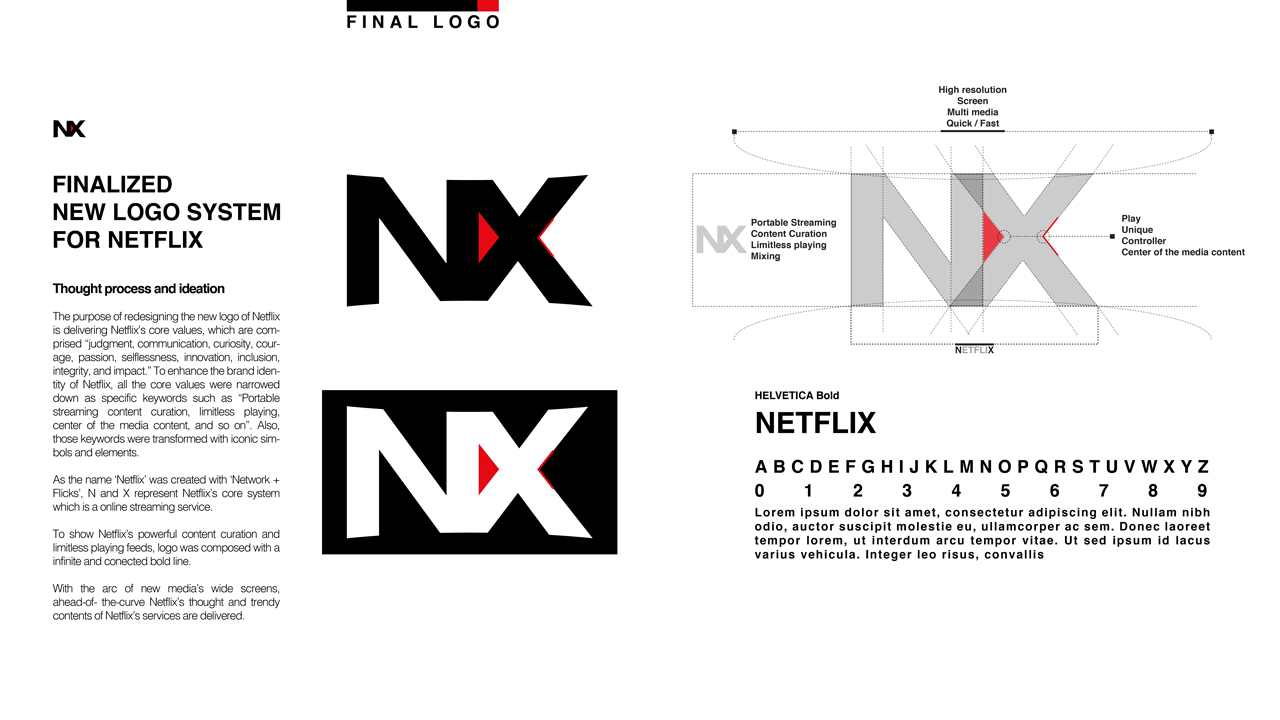 FINAL LOGO
NX
FINALIZED
NEW LOGO SYSTEM
FOR NETFLIX
Thought process and ideation
The purpose of redesigning the new logo of Netflix
is delivering Netflix's core values, which are com-
prised “judgment, communication, curiosity, cour-
age, passion, selflessness, innovation, inclusion,
integrity, and impact.” To enhance the brand iden-
tity of Netflix, all the core values were narrowed
down as specific keywords such as “Portable
streaming content curation, limitless playing,
center of the media content, and so on”. Also,
those keywords were transformed with iconic sim-
bols and elements.
As the name ‘Netflix’ was created with ‘Network +
Flicks’, N and X represent Netflix’s core system
which is a online streaming service.
To show Netflix’s powerful content curation and
limitless playing feeds, logo was composed with a
infinite and conected bold line.
With the arc of new media’s wide screens,
ahead-of- the-curve Netflix’s thought and trendy
contents of Netflix’s services are delivered.
NX
NX
High resolution
Screen
Multi media
Quick / Fast
NX
Portable Streaming
Content Curation
Limitless playing
Mixing
NX
Play
Unique
Controller
Center of the media content
NETFLIX
HELVETICA Bold
NETFLIX
A B C D E F G H I J K L M N O P Q R S T U V W X Y Z
0 1 2 3 4 5 6 7 8 9
Lorem ipsum dolor sit amet, consectetur adipiscing elit. Nullam nibh
odio, auctor suscipit molestie eu, ullamcorper ac sem. Donec laoreet
tempor lorem, ut interdum arcu tempor vitae. Ut sed ipsum id lacus
varius vehicula. Integer leo risus, convallis